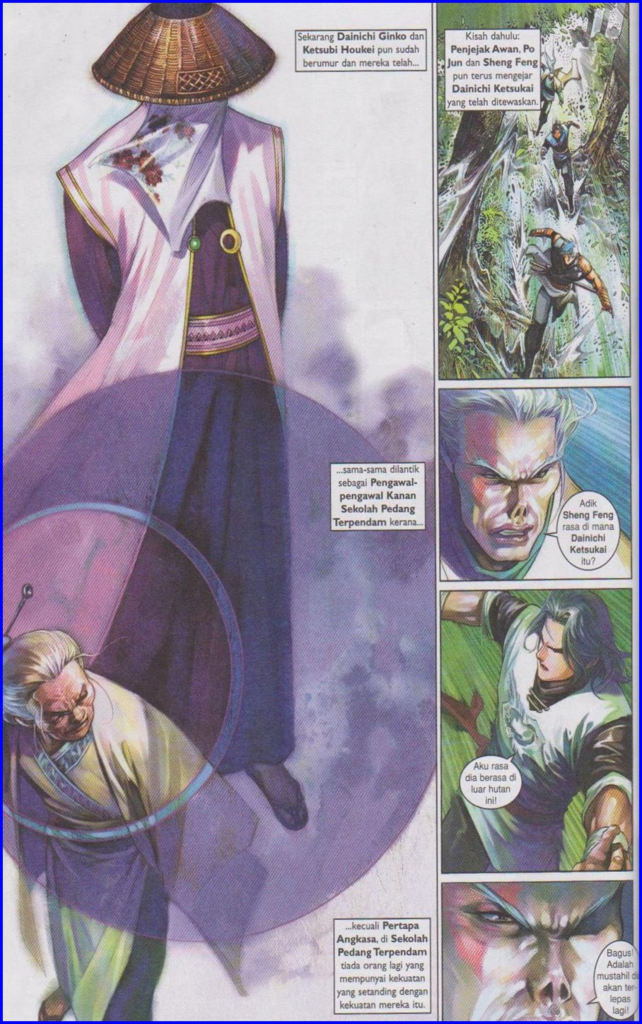 Sekarang Dainichi Ginko dan
Ketsubi Houkei pun sudah
berumur dan mereka telah...
...sama-sama dilantik
sebagai Pengawal-
pengawal Kanan
Sekolah Pedang
Terpendam kerana...
...kecuali Pertapa
Angkasa, di Sekolah
Pedang Terpendam
tiada orang lagi yang
mempunyai kekuatan
yang setanding dengan
kekuatan mereka itu.
Kisah dahulu:
Penjejak Awan, Po
Jun dan Sheng Feng
pun terus mengejar
Dainichi Ketsukai
yang telah ditewaskan.
Adik
Sheng Feng
rasa di mana
Dainichi
Ketsukai
itu?
Aku rasa
dia berasa di
luar hutan
ini!
Bagus!
Adalah
mustahil di
akan ter-
lepas
lagi!